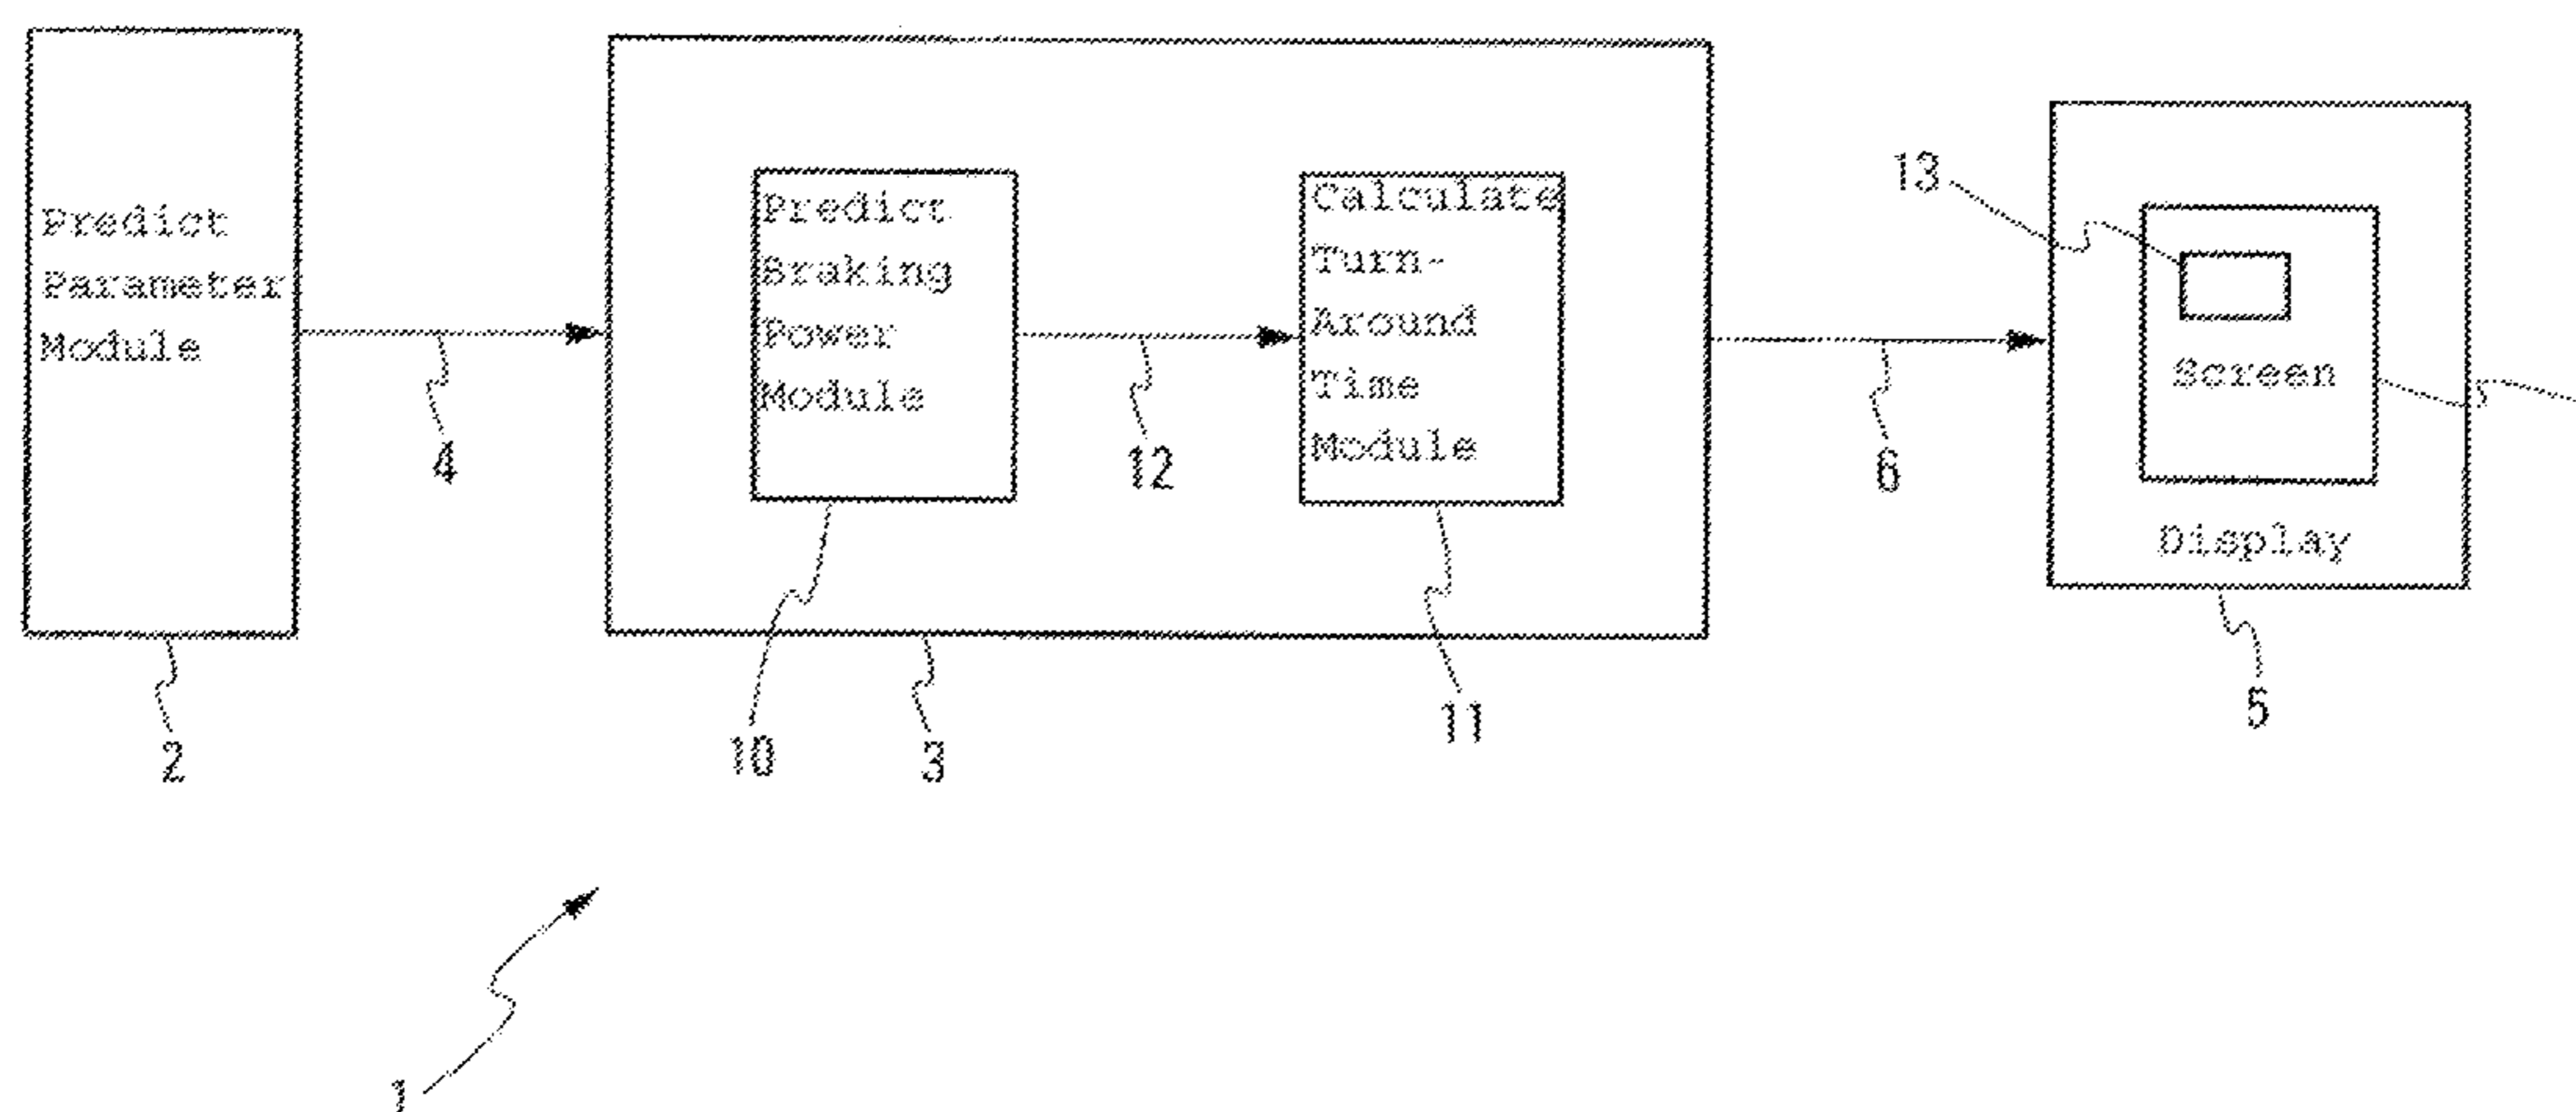 Predict
Parameter
Module
Predict
Braking
Power
Module
Calculate
Turn-
Around
Time
Module
Screen
Display
13
4
12
6
2
10
3
11
5
1